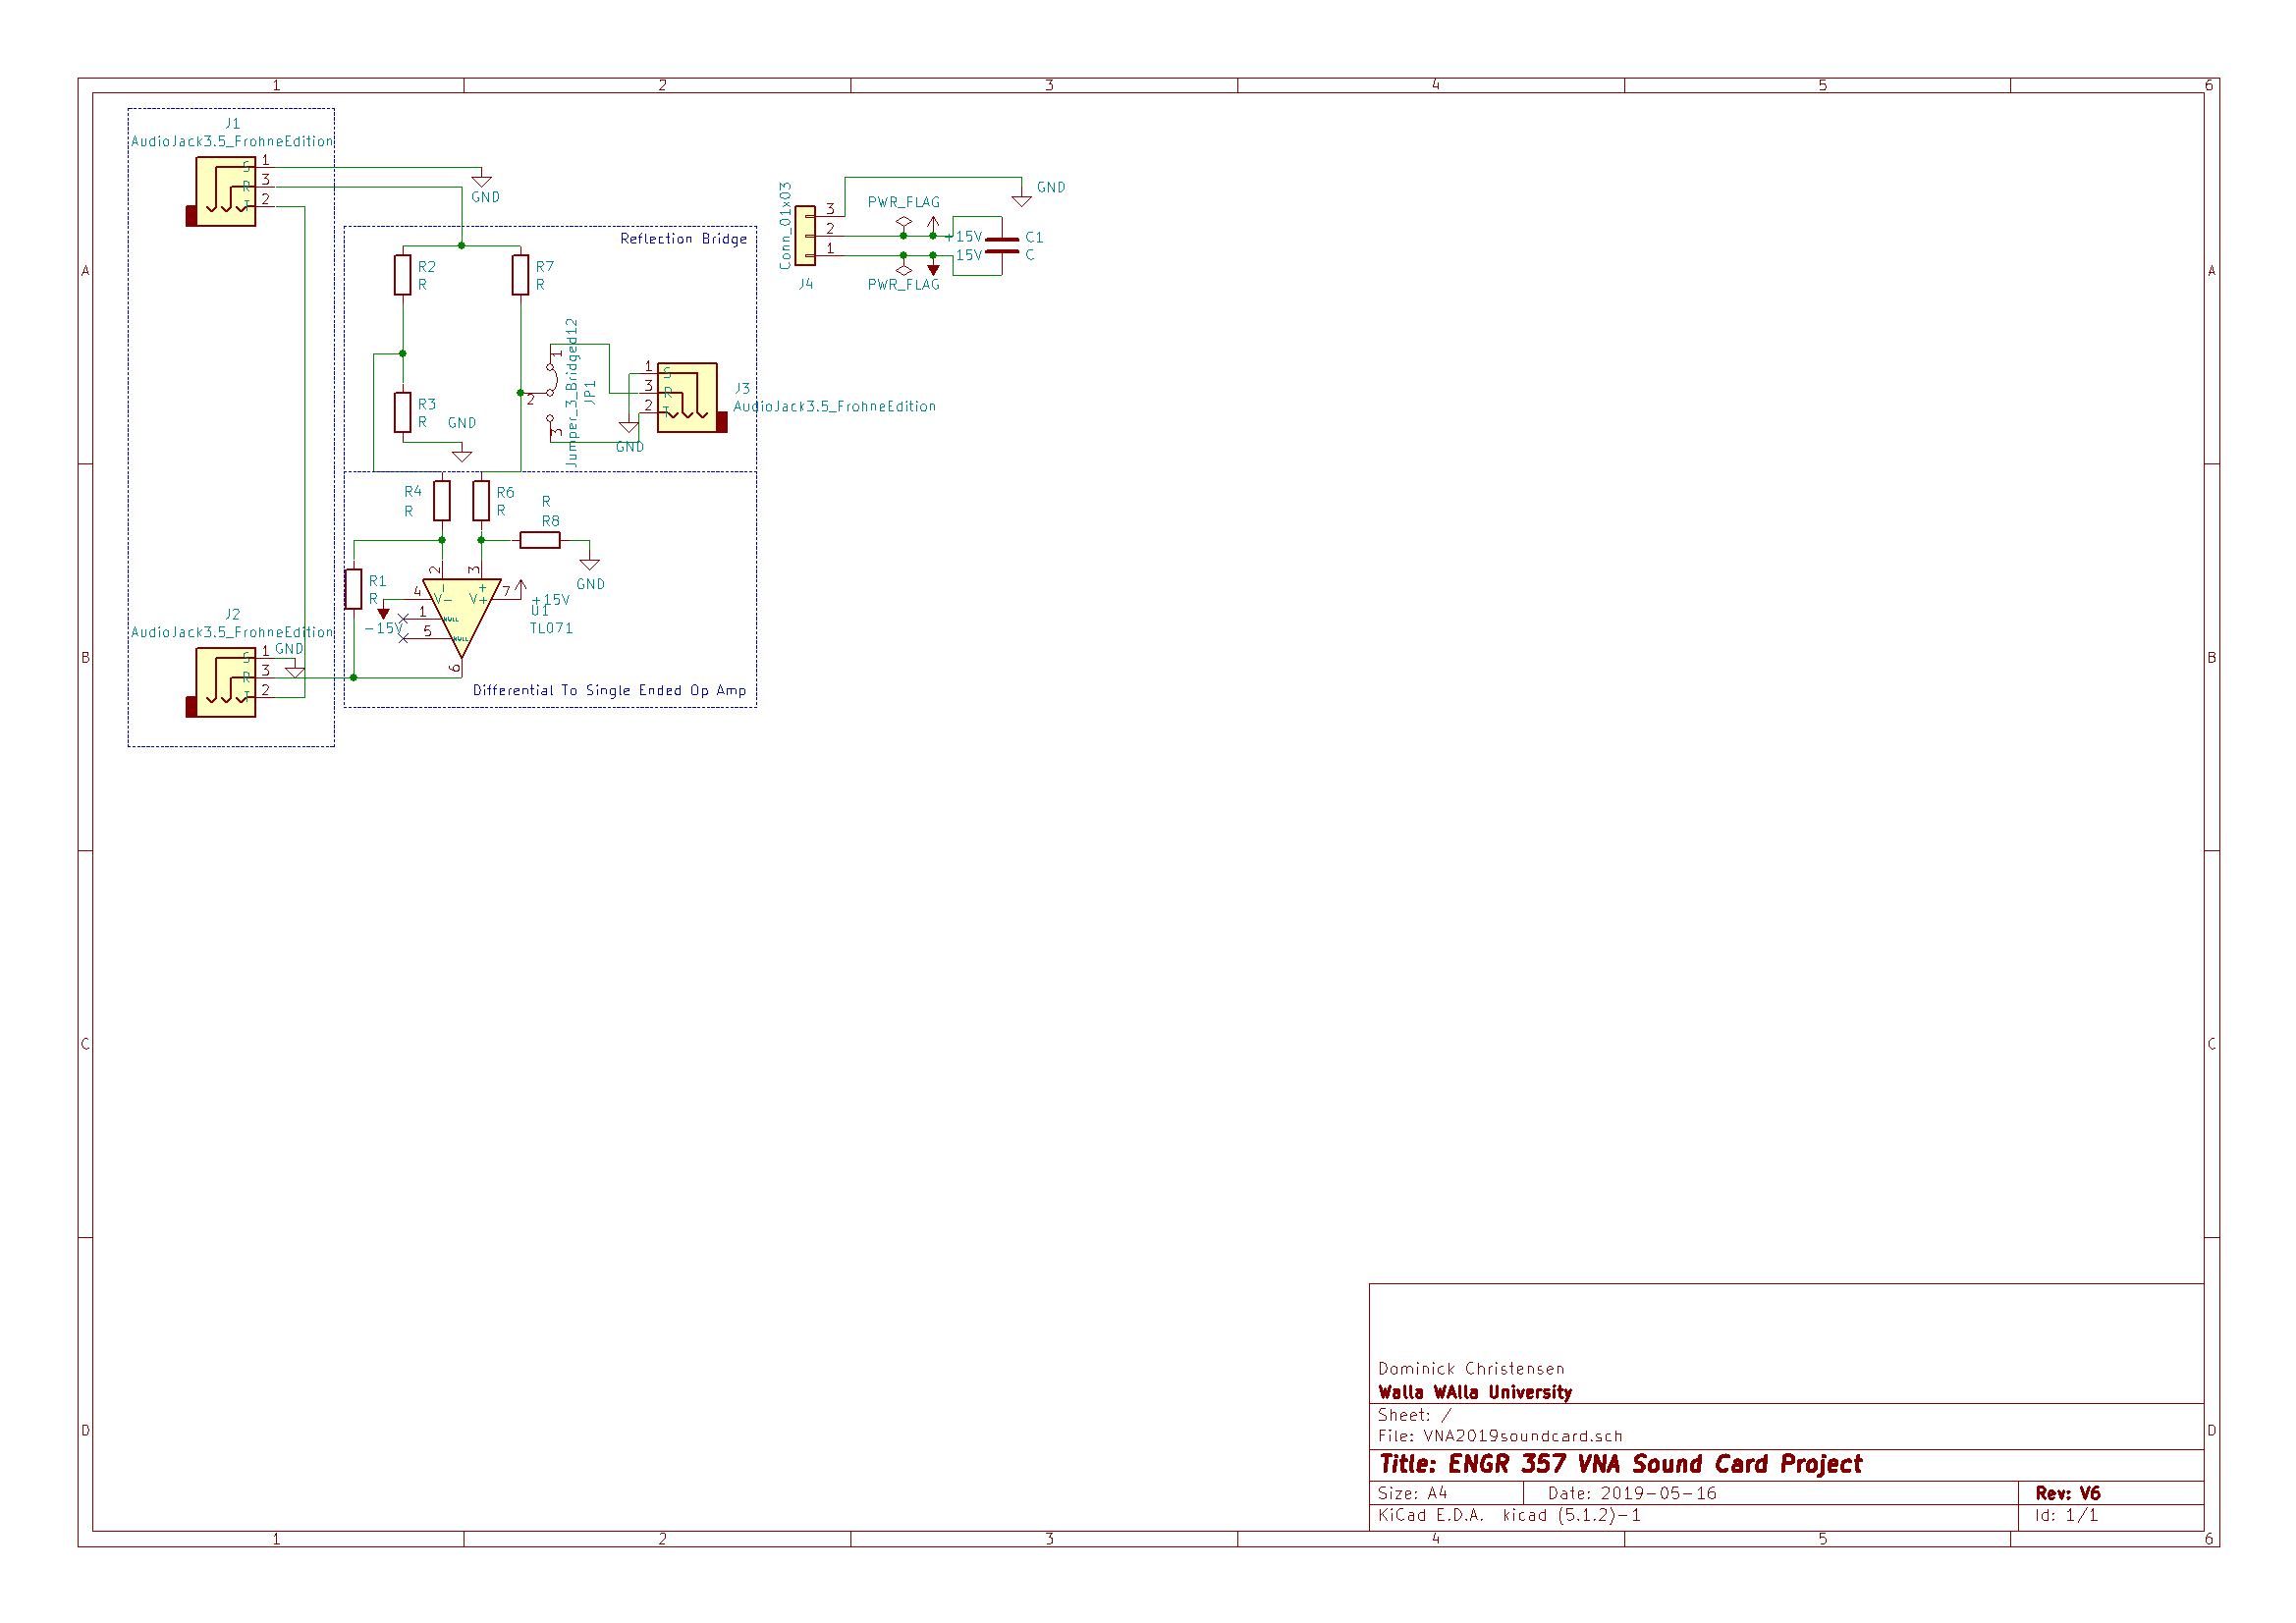 1 2 3 4 5 6
J1
AudioJack3.5_FrohneEdition
S 1
R 3
T 2
GND
Reflection Bridge
R2
R
R7
R
R3
R
GND
Jumper_3_Bridged12
JP1
1
2
3
1 S
3 R
2 T
GND
J3
AudioJack3.5_FrohneEdition
Conn_01x03
J4
3
2
1
PWR_FLAG
PWR_FLAG
GND
+15V
15V
C1
C
A A
R4
R
R6
R
R
R8
GND
R1
R
2 3
- +
4 V- V+ 7
1 NULL
5 NULL
6
-15V
+15V
U1
TL071
J2
AudioJack3.5_FrohneEdition
GND
S 1
R 3
T 2
Differential To Single Ended Op Amp
B B
C C
D D
Dominick Christensen
Walla WAlla University
Sheet: /
File: VNA2019soundcard.sch
Title: ENGR 357 VNA Sound Card Project
Size: A4 Date: 2019-05-16 Rev: V6
KiCad E.D.A. kicad (5.1.2)-1 Id: 1/1
1 2 3 4 5 6